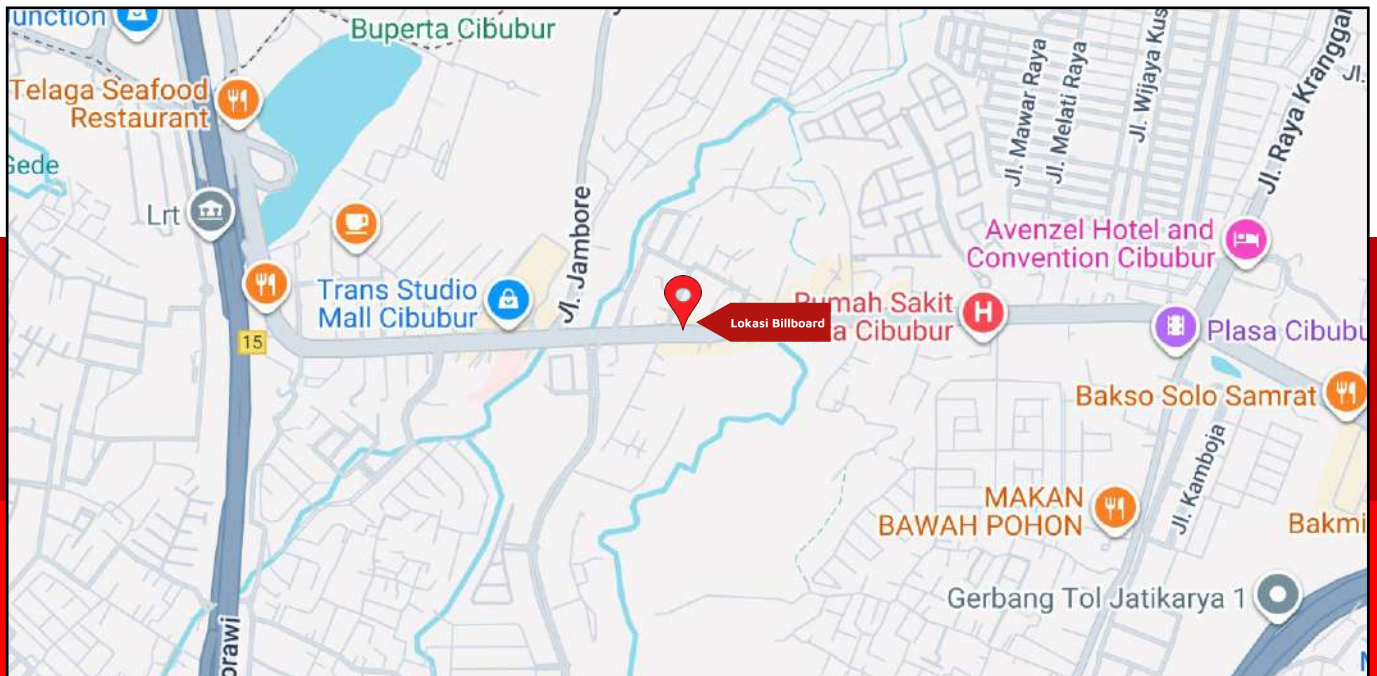 unction
Buperta Cibubur
Telaga Seafood
Restaurant
Gede
Lrt
15
Trans Studio
Mall Cibubur
Jl. Jambore
Lokasi Billboard
Rumah Sakit
a Cibubur
H
Jl. Mawar Raya
Jl. Melati Raya
Jl. Wijaya Kus
Jl. Raya Kranggan
Jl.
Avenzel Hotel and
Convention Cibubur
Plasa Cibubu
Bakso Solo Samrat
Jl. Kamboja
MAKAN
BAWAH POHON
Bakmi
Gerbang Tol Jatikarya 1
orawi